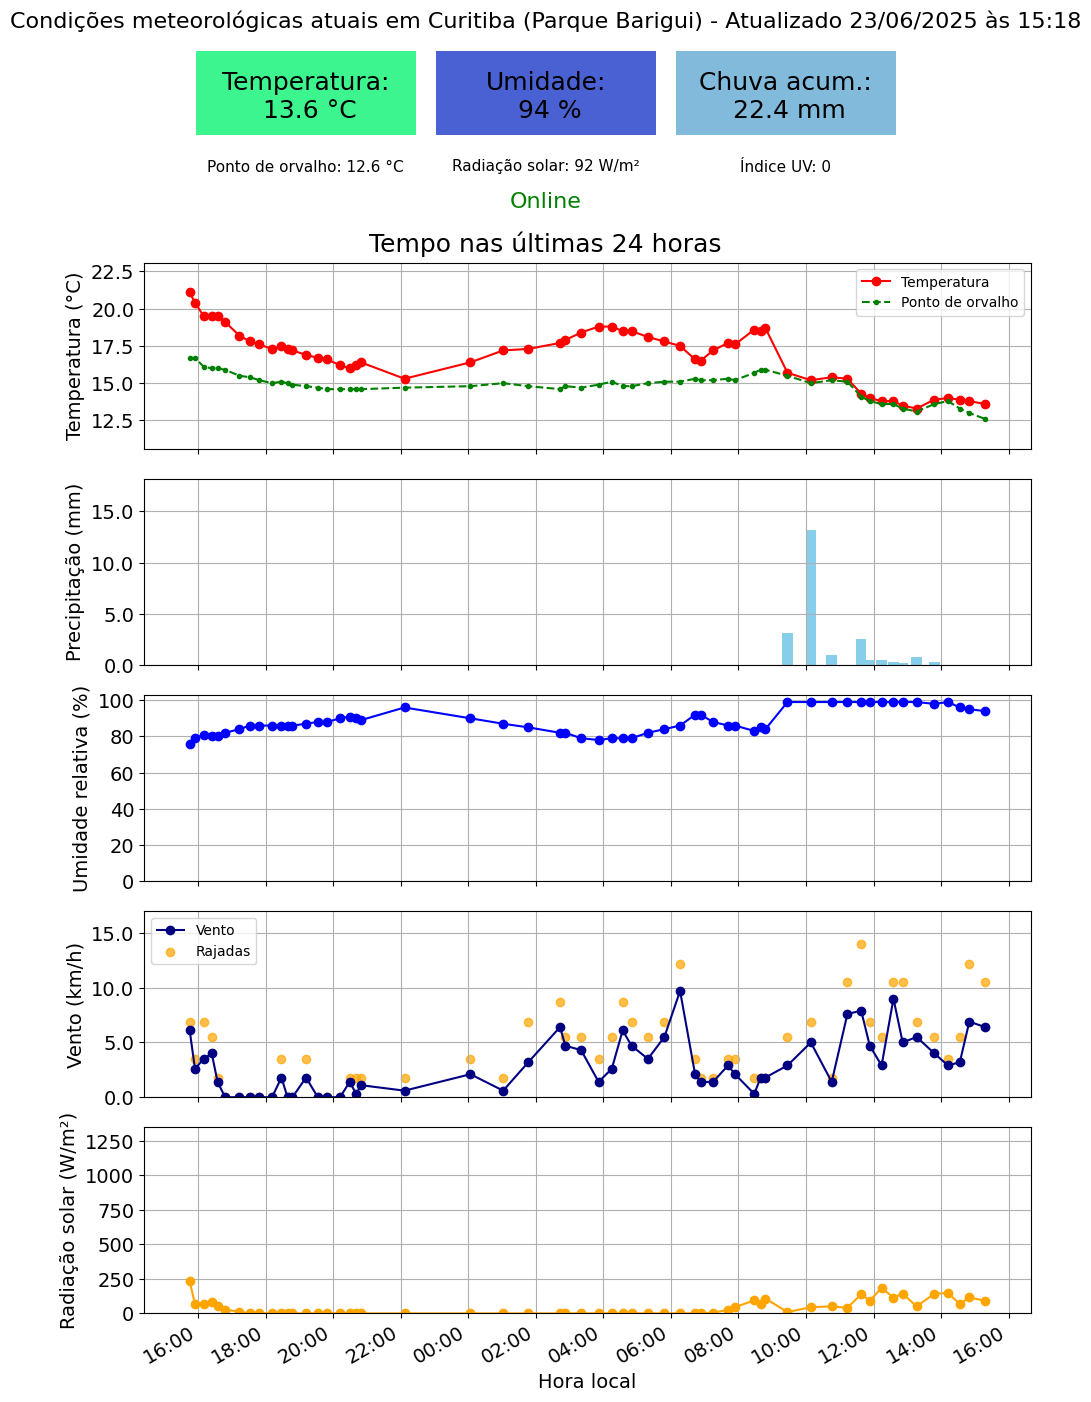 Condições meteorológicas atuais em Curitiba (Parque Barigui) - Atualizado 23/06/2025 às 15:18
Temperatura:
13.6 °C
Umidade:
94 %
Chuva acum.:
22.4 mm
Ponto de orvalho: 12.6 °C
Radiação solar: 92 W/m²
Índice UV: 0
Online
Tempo nas últimas 24 horas
Temperatura (°C)
22.5
20.0
17.5
15.0
12.5
Temperatura
Ponto de orvalho
Precipitação (mm)
15.0
10.0
5.0
0.0
Umidade relativa (%)
100
80
60
40
20
0
Vento (km/h)
15.0
10.0
5.0
0.0
Vento
Rajadas
Radiação solar (W/m²)
1250
1000
750
500
250
0
16:00
18:00
20:00
22:00
00:00
02:00
04:00
06:00
08:00
10:00
12:00
14:00
16:00
Hora local